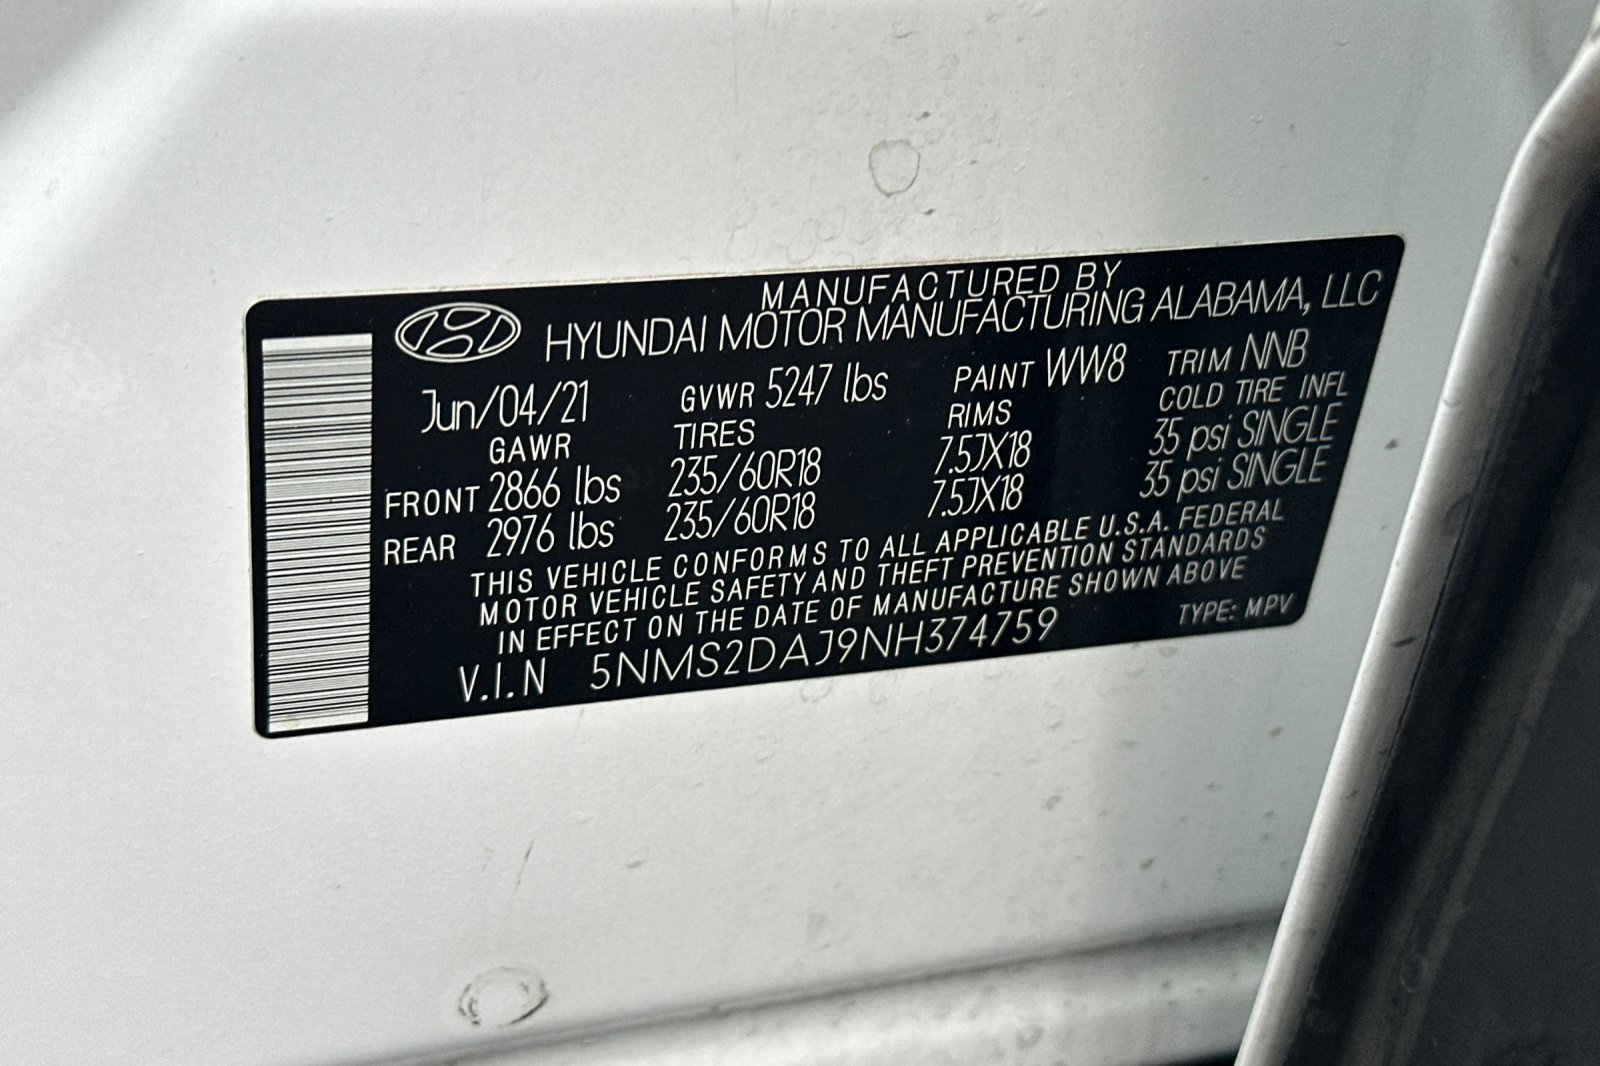 MANUFACTURED BY
HYUNDAI MOTOR MANUFACTURING ALABAMA, LLC
Jun/04/21 GVWR 5247 lbs PAINT WW8 TRIM NNB
GAWR TIRES RIMS COLD TIRE INFL
FRONT 2866 lbs 235/60R18 7.5JX18 35 psi SINGLE
REAR 2976 lbs 235/60R18 7.5JX18 35 psi SINGLE
THIS VEHICLE CONFORMS TO ALL APPLICABLE U.S.A. FEDERAL
MOTOR VEHICLE SAFETY AND THEFT PREVENTION STANDARDS
IN EFFECT ON THE DATE OF MANUFACTURE SHOWN ABOVE
V.I.N 5NMS2DAJ9NH374759 TYPE: MPV